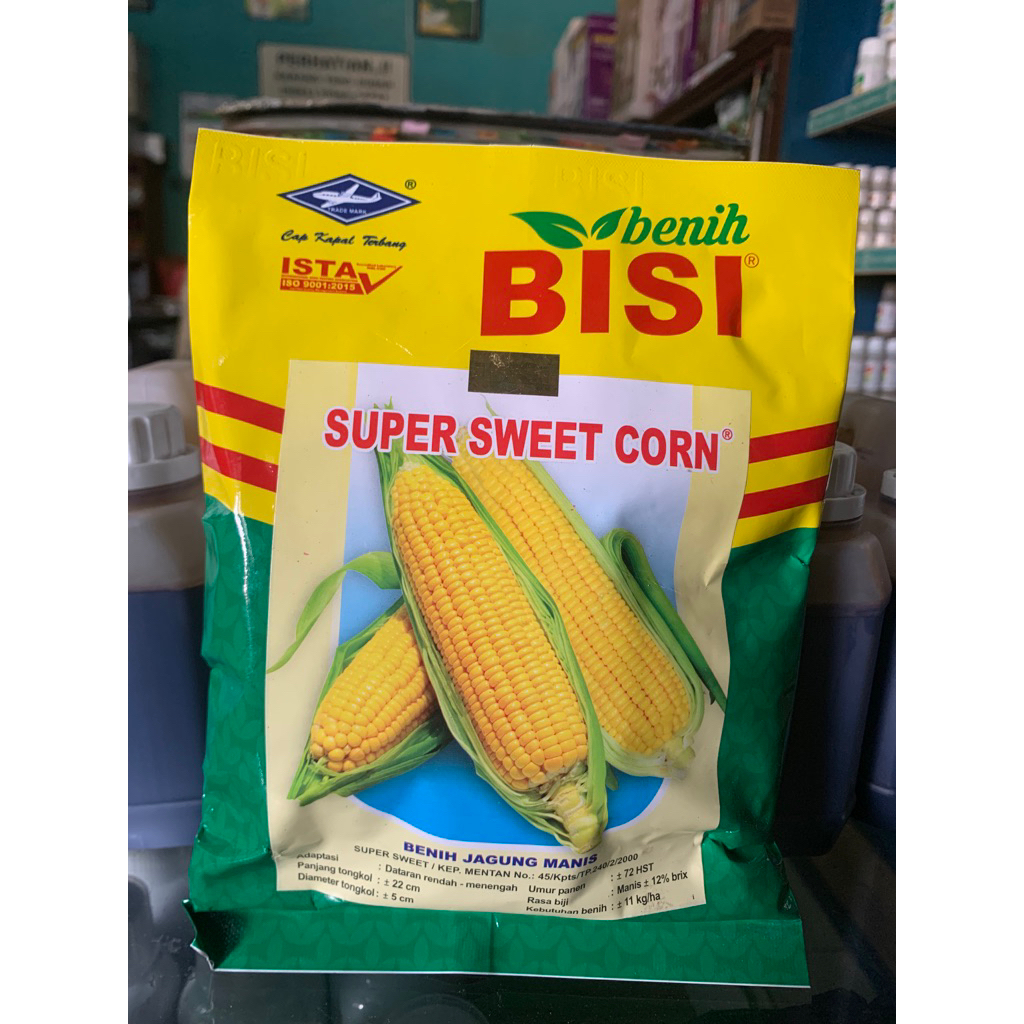 PERHATIAN..!!
BISI
BISI
TRADE MARK
®
Cap Kapal Terbang
ISTA
ISO 9001:2015
benih
BISI®
SUPER SWEET CORN®
BENIH JAGUNG MANIS
SUPER SWEET / KEP. MENTAN No.: 45/Kpts/TP.240/2/2000
Adaptasi : Dataran rendah - menengah
Panjang tongkol : ± 22 cm
Diameter tongkol : ± 5 cm
Umur panen : ± 72 HST
Rasa biji : Manis ± 12% brix
Kebutuhan benih : ± 11 kg/ha